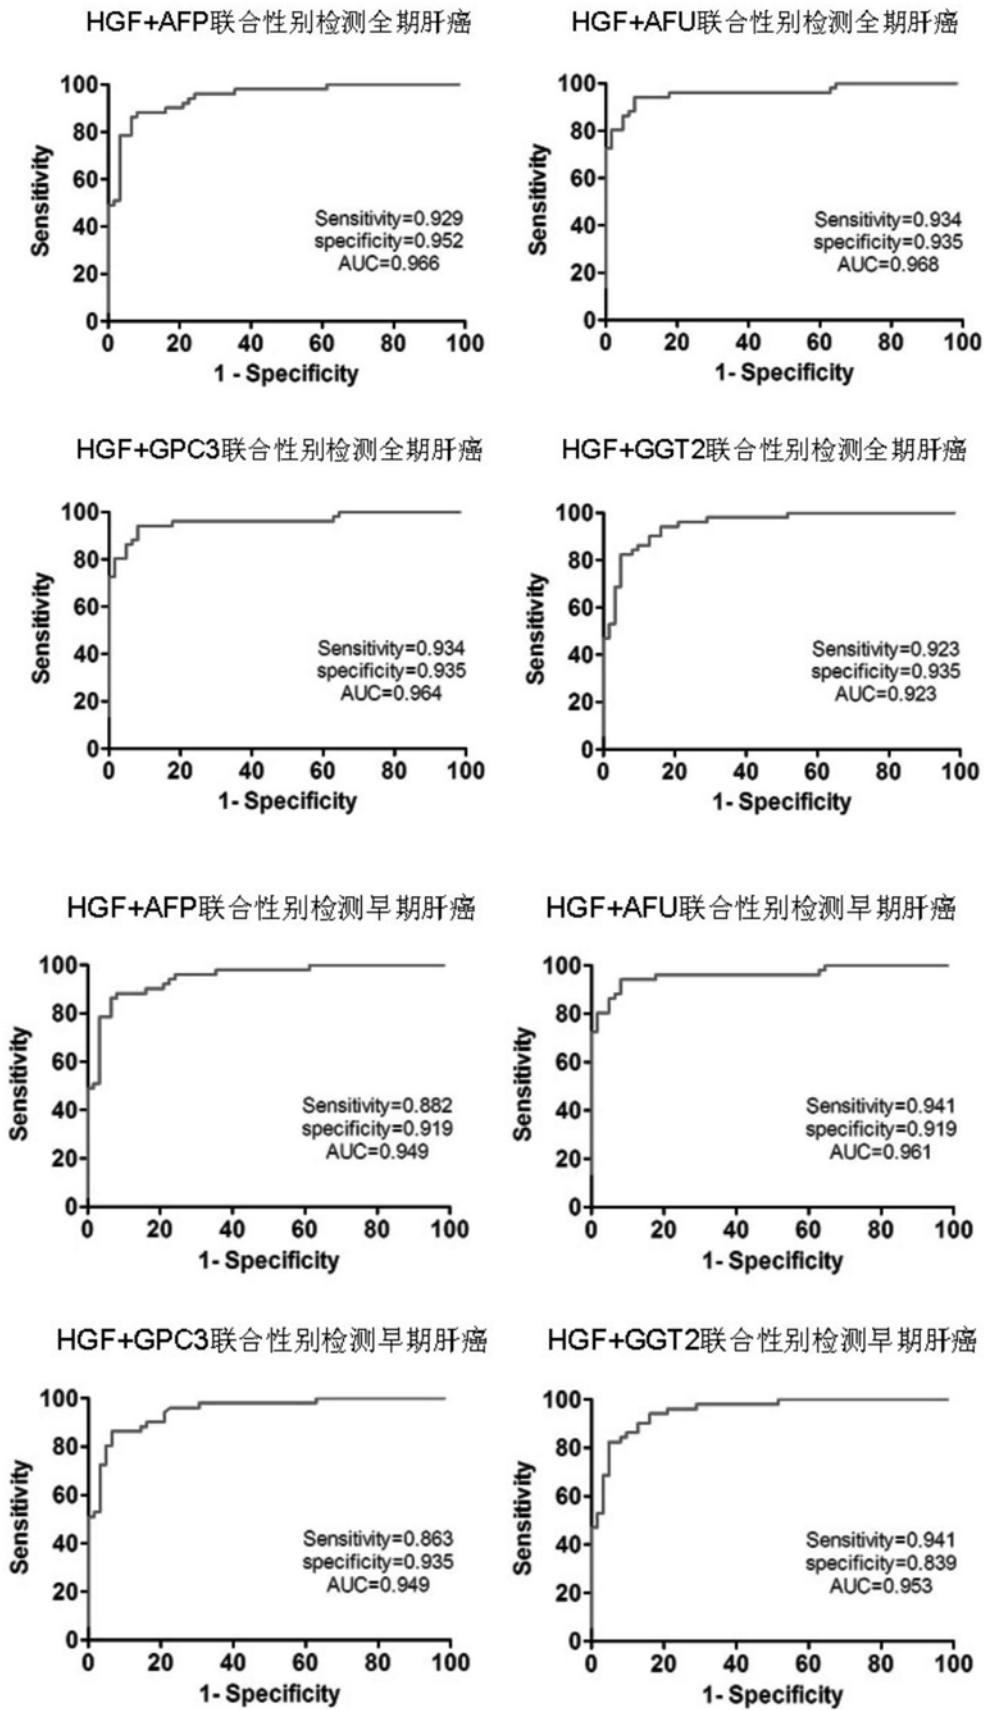 HGF+AFP联合性别检测全期肝癌
100
80
60
40
20
0
Sensitivity
Sensitivity=0.929
specificity=0.952
AUC=0.966
0 20 40 60 80 100
1 - Specificity
HGF+AFU联合性别检测全期肝癌
100
80
60
40
20
0
Sensitivity
Sensitivity=0.934
specificity=0.935
AUC=0.968
0 20 40 60 80 100
1 - Specificity
HGF+GPC3联合性别检测全期肝癌
100
80
60
40
20
0
Sensitivity
Sensitivity=0.934
specificity=0.935
AUC=0.964
0 20 40 60 80 100
1- Specificity
HGF+GGT2联合性别检测全期肝癌
100
80
60
40
20
0
Sensitivity
Sensitivity=0.923
specificity=0.935
AUC=0.923
0 20 40 60 80 100
1- Specificity
HGF+AFP联合性别检测早期肝癌
100
80
60
40
20
0
Sensitivity
Sensitivity=0.882
specificity=0.919
AUC=0.949
0 20 40 60 80 100
1- Specificity
HGF+AFU联合性别检测早期肝癌
100
80
60
40
20
0
Sensitivity
Sensitivity=0.941
specificity=0.919
AUC=0.961
0 20 40 60 80 100
1- Specificity
HGF+GPC3联合性别检测早期肝癌
100
80
60
40
20
0
Sensitivity
Sensitivity=0.863
specificity=0.935
AUC=0.949
0 20 40 60 80 100
1- Specificity
HGF+GGT2联合性别检测早期肝癌
100
80
60
40
20
0
Sensitivity
Sensitivity=0.941
specificity=0.839
AUC=0.953
0 20 40 60 80 100
1- Specificity